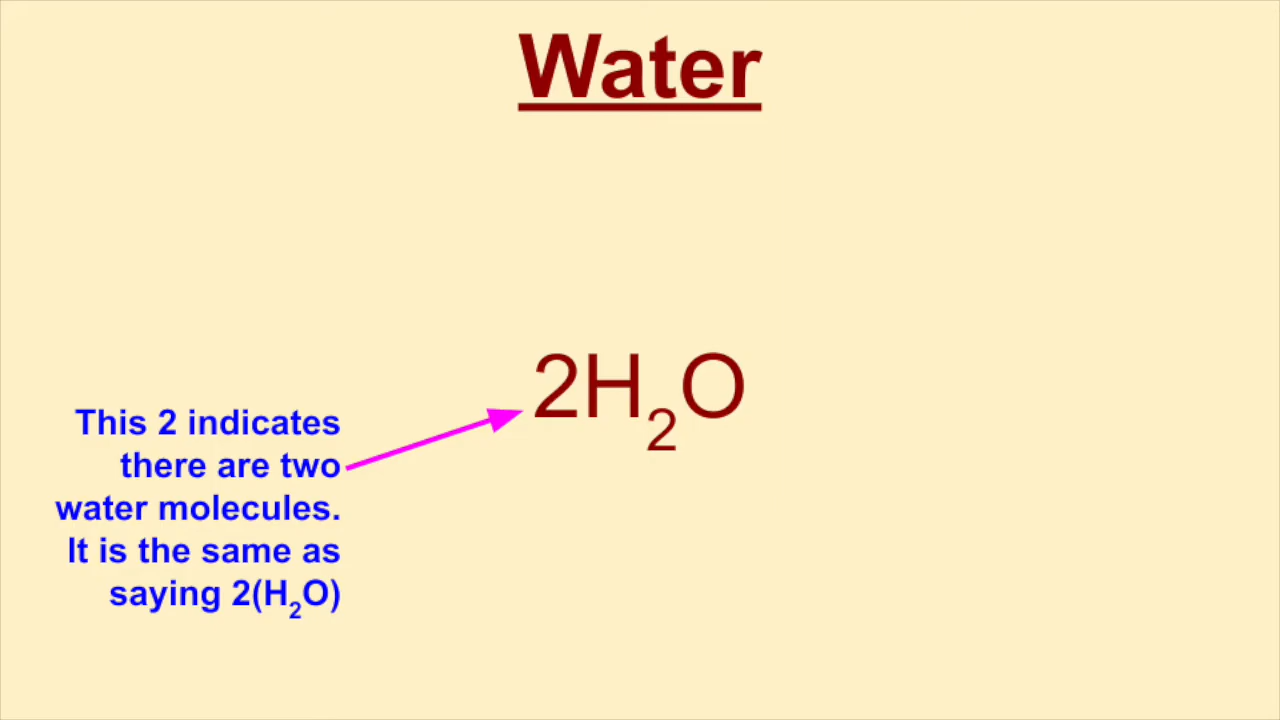 Water
2H₂O
This 2 indicates
there are two
water molecules.
It is the same as
saying 2(H₂O)